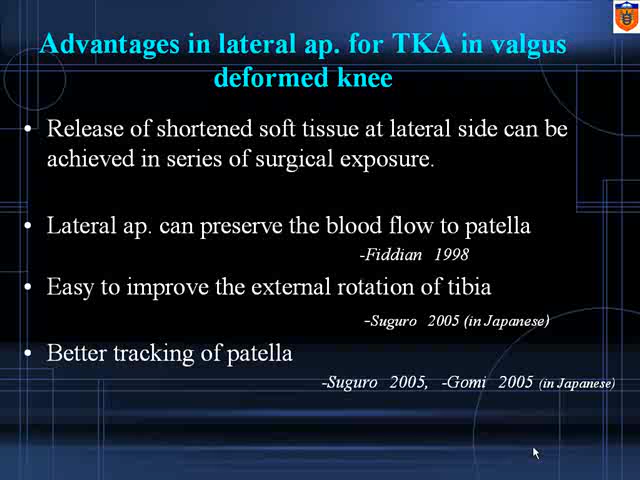 Advantages in lateral ap. for TKA in valgus
deformed knee
• Release of shortened soft tissue at lateral side can be
achieved in series of surgical exposure.
• Lateral ap. can preserve the blood flow to patella
-Fiddian 1998
• Easy to improve the external rotation of tibia
-Suguro 2005 (in Japanese)
• Better tracking of patella
-Suguro 2005, -Gomi 2005 (in Japanese)